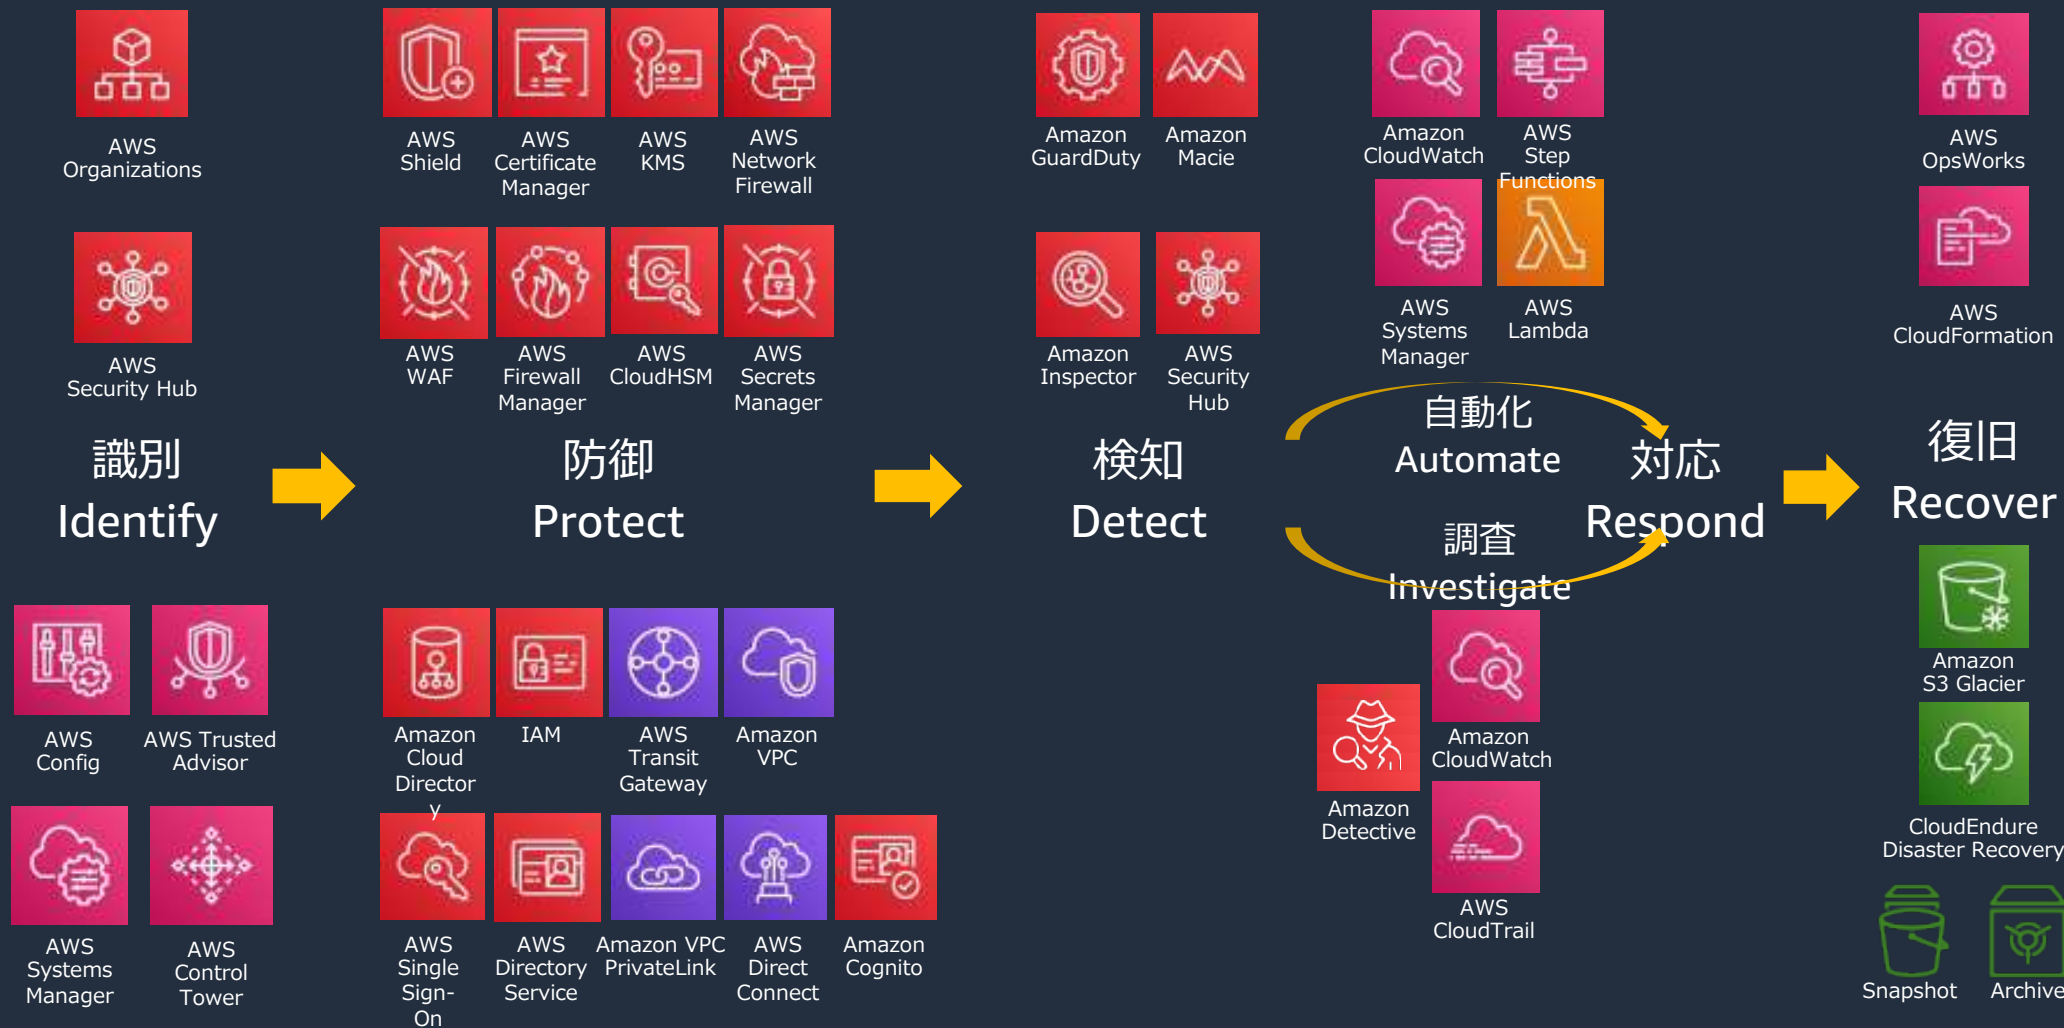 AWS
Organizations
AWS
Security Hub
識別
Identify
AWS
Config
AWS Trusted
Advisor
AWS
Systems
Manager
AWS
Control
Tower
AWS
Shield
AWS
Certificate
Manager
AWS
KMS
AWS
Network
Firewall
AWS
WAF
AWS
Firewall
Manager
AWS
CloudHSM
AWS
Secrets
Manager
防御
Protect
Amazon
Cloud
Director
y
IAM
AWS
Transit
Gateway
Amazon
VPC
AWS
Single
Sign-
On
AWS
Directory
Service
Amazon VPC
PrivateLink
AWS
Direct
Connect
Amazon
Cognito
Amazon
GuardDuty
Amazon
Macie
Amazon
Inspector
AWS
Security
Hub
検知
Detect
Amazon
CloudWatch
AWS
Step
Functions
AWS
Systems
Manager
AWS
Lambda
自動化
Automate
調査
Investigate
Amazon
Detective
Amazon
CloudWatch
AWS
CloudTrail
対応
Respond
AWS
OpsWorks
AWS
CloudFormation
復旧
Recover
Amazon
S3 Glacier
CloudEndure
Disaster Recovery
Snapshot
Archive